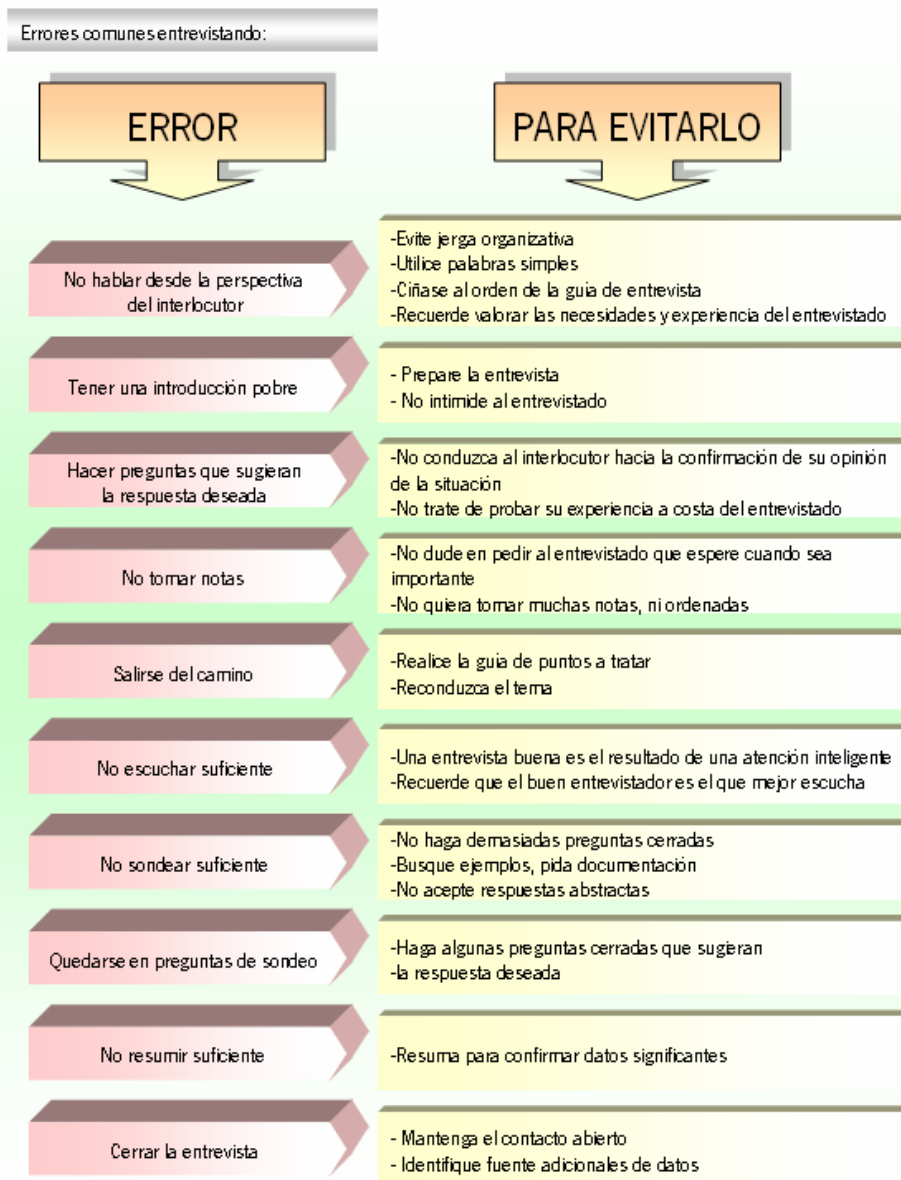 Errores comunes entrevistando:
ERROR
PARA EVITARLO
No hablar desde la perspectiva
del interlocutor
-Evite jerga organizativa
-Utilice palabras simples
-Cíñase al orden de la guia de entrevista
-Recuerde valorar las necesidades y experiencia del entrevistado
Tener una introducción pobre
- Prepare la entrevista
- No intimide al entrevistado
Hacer preguntas que sugieran
la respuesta deseada
-No conduzca al interlocutor hacia la confirmación de su opinión
de la situación
-No trate de probar su experiencia a costa del entrevistado
No tomar notas
-No dude en pedir al entrevistado que espere cuando sea
importante
-No quiera tomar muchas notas, ni ordenadas
Salirse del camino
-Realice la guia de puntos a tratar
-Reconduzca el tema
No escuchar suficiente
-Una entrevista buena es el resultado de una atención inteligente
-Recuerde que el buen entrevistador es el que mejor escucha
No sondear suficiente
-No haga demasiadas preguntas cerradas
-Busque ejemplos, pida documentación
-No acepte respuestas abstractas
Quedarse en preguntas de sondeo
-Haga algunas preguntas cerradas que sugieran
-la respuesta deseada
No resumir suficiente
-Resuma para confirmar datos significantes
Cerrar la entrevista
- Mantenga el contacto abierto
- Identifique fuente adicionales de datos